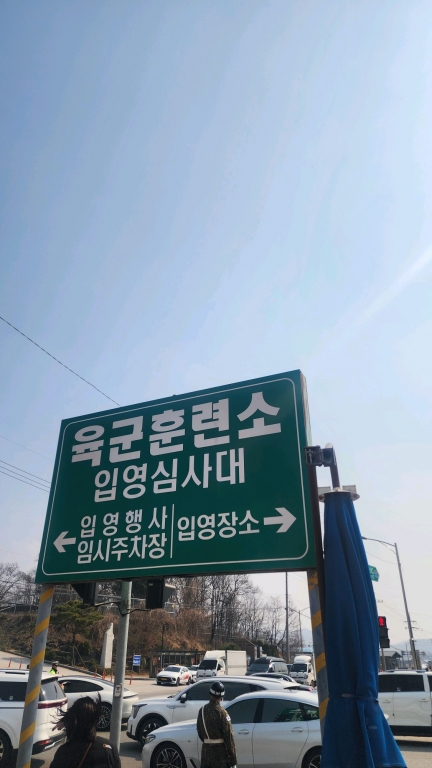 육군훈련소
입영심사대
← 입영행사
임시주차장
입영장소 →